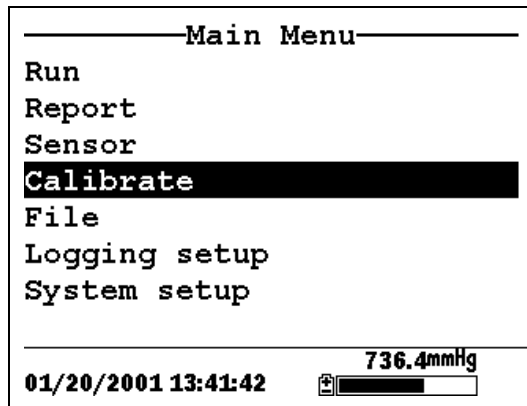 Main Menu
Run
Report
Sensor
Calibrate
File
Logging setup
System setup
736.4mmHg
01/20/2001 13:41:42